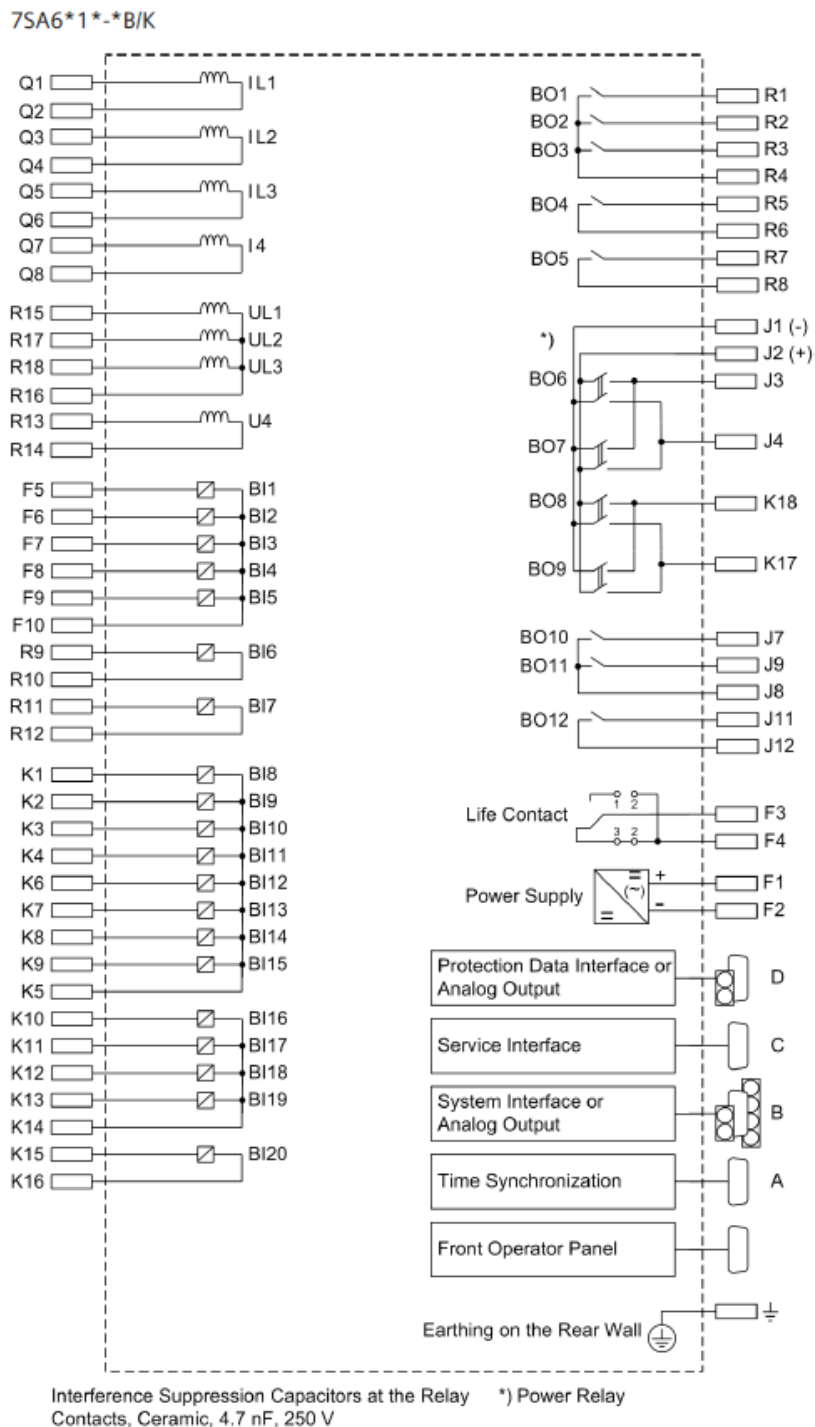 7SA6*1*-*B/K
Q1 IL1
Q2
Q3 IL2
Q4
Q5 IL3
Q6
Q7 I4
Q8
R15 UL1
R17 UL2
R18 UL3
R16
R13 U4
R14
F5 BI1
F6 BI2
F7 BI3
F8 BI4
F9 BI5
F10
R9 BI6
R10
R11 BI7
R12
K1 BI8
K2 BI9
K3 BI10
K4 BI11
K6 BI12
K7 BI13
K8 BI14
K9 BI15
K5
K10 BI16
K11 BI17
K12 BI18
K13 BI19
K14
K15 BI20
K16
BO1 R1
BO2 R2
BO3 R3
R4
BO4 R5
R6
BO5 R7
R8
J1 (-)
*)
J2 (+)
BO6 J3
BO7 J4
BO8 K18
BO9 K17
BO10 J7
BO11 J9
J8
BO12 J11
J12
1 2
Life Contact F3
3 2 F4
= + F1
Power Supply (~)
= - F2
Protection Data Interface or D
Analog Output
Service Interface C
System Interface or B
Analog Output
Time Synchronization A
Front Operator Panel
Earthing on the Rear Wall
Interference Suppression Capacitors at the Relay *) Power Relay
Contacts, Ceramic, 4.7 nF, 250 V